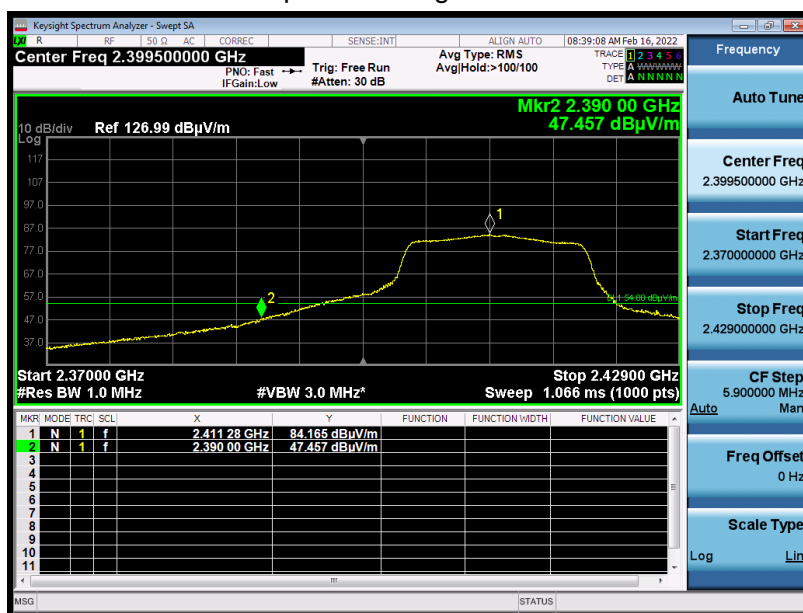 Keysight Spectrum Analyzer - Swept SA
LXI R RF 50 Ω AC CORREC SENSE:INT ALIGN AUTO 08:39:08 AM Feb 16, 2022
Center Freq 2.399500000 GHz
PNO: Fast
IFGain:Low
Trig: Free Run
#Atten: 30 dB
Avg Type: RMS
Avg|Hold:>100/100
TRACE 1 2 3 4 5 6
TYPE A WWWWW
DET A N N N N N
Mkr2 2.390 00 GHz
47.457 dBµV/m
10 dB/div Ref 126.99 dBµV/m
Log
117
107
97.0
87.0
77.0
67.0
57.0
47.0
37.0
1
2
DL1 54.00 dBµV/m
Start 2.37000 GHz Stop 2.42900 GHz
#Res BW 1.0 MHz #VBW 3.0 MHz* Sweep 1.066 ms (1000 pts)
MKR MODE TRC SCL X Y FUNCTION FUNCTION WIDTH FUNCTION VALUE
1 N 1 f 2.411 28 GHz 84.165 dBµV/m
2 N 1 f 2.390 00 GHz 47.457 dBµV/m
3
4
5
6
7
8
9
10
11
MSG STATUS
Frequency
Auto Tune
Center Freq
2.399500000 GHz
Start Freq
2.370000000 GHz
Stop Freq
2.429000000 GHz
CF Step
5.900000 MHz
Auto Man
Freq Offset
0 Hz
Scale Type
Log Lin